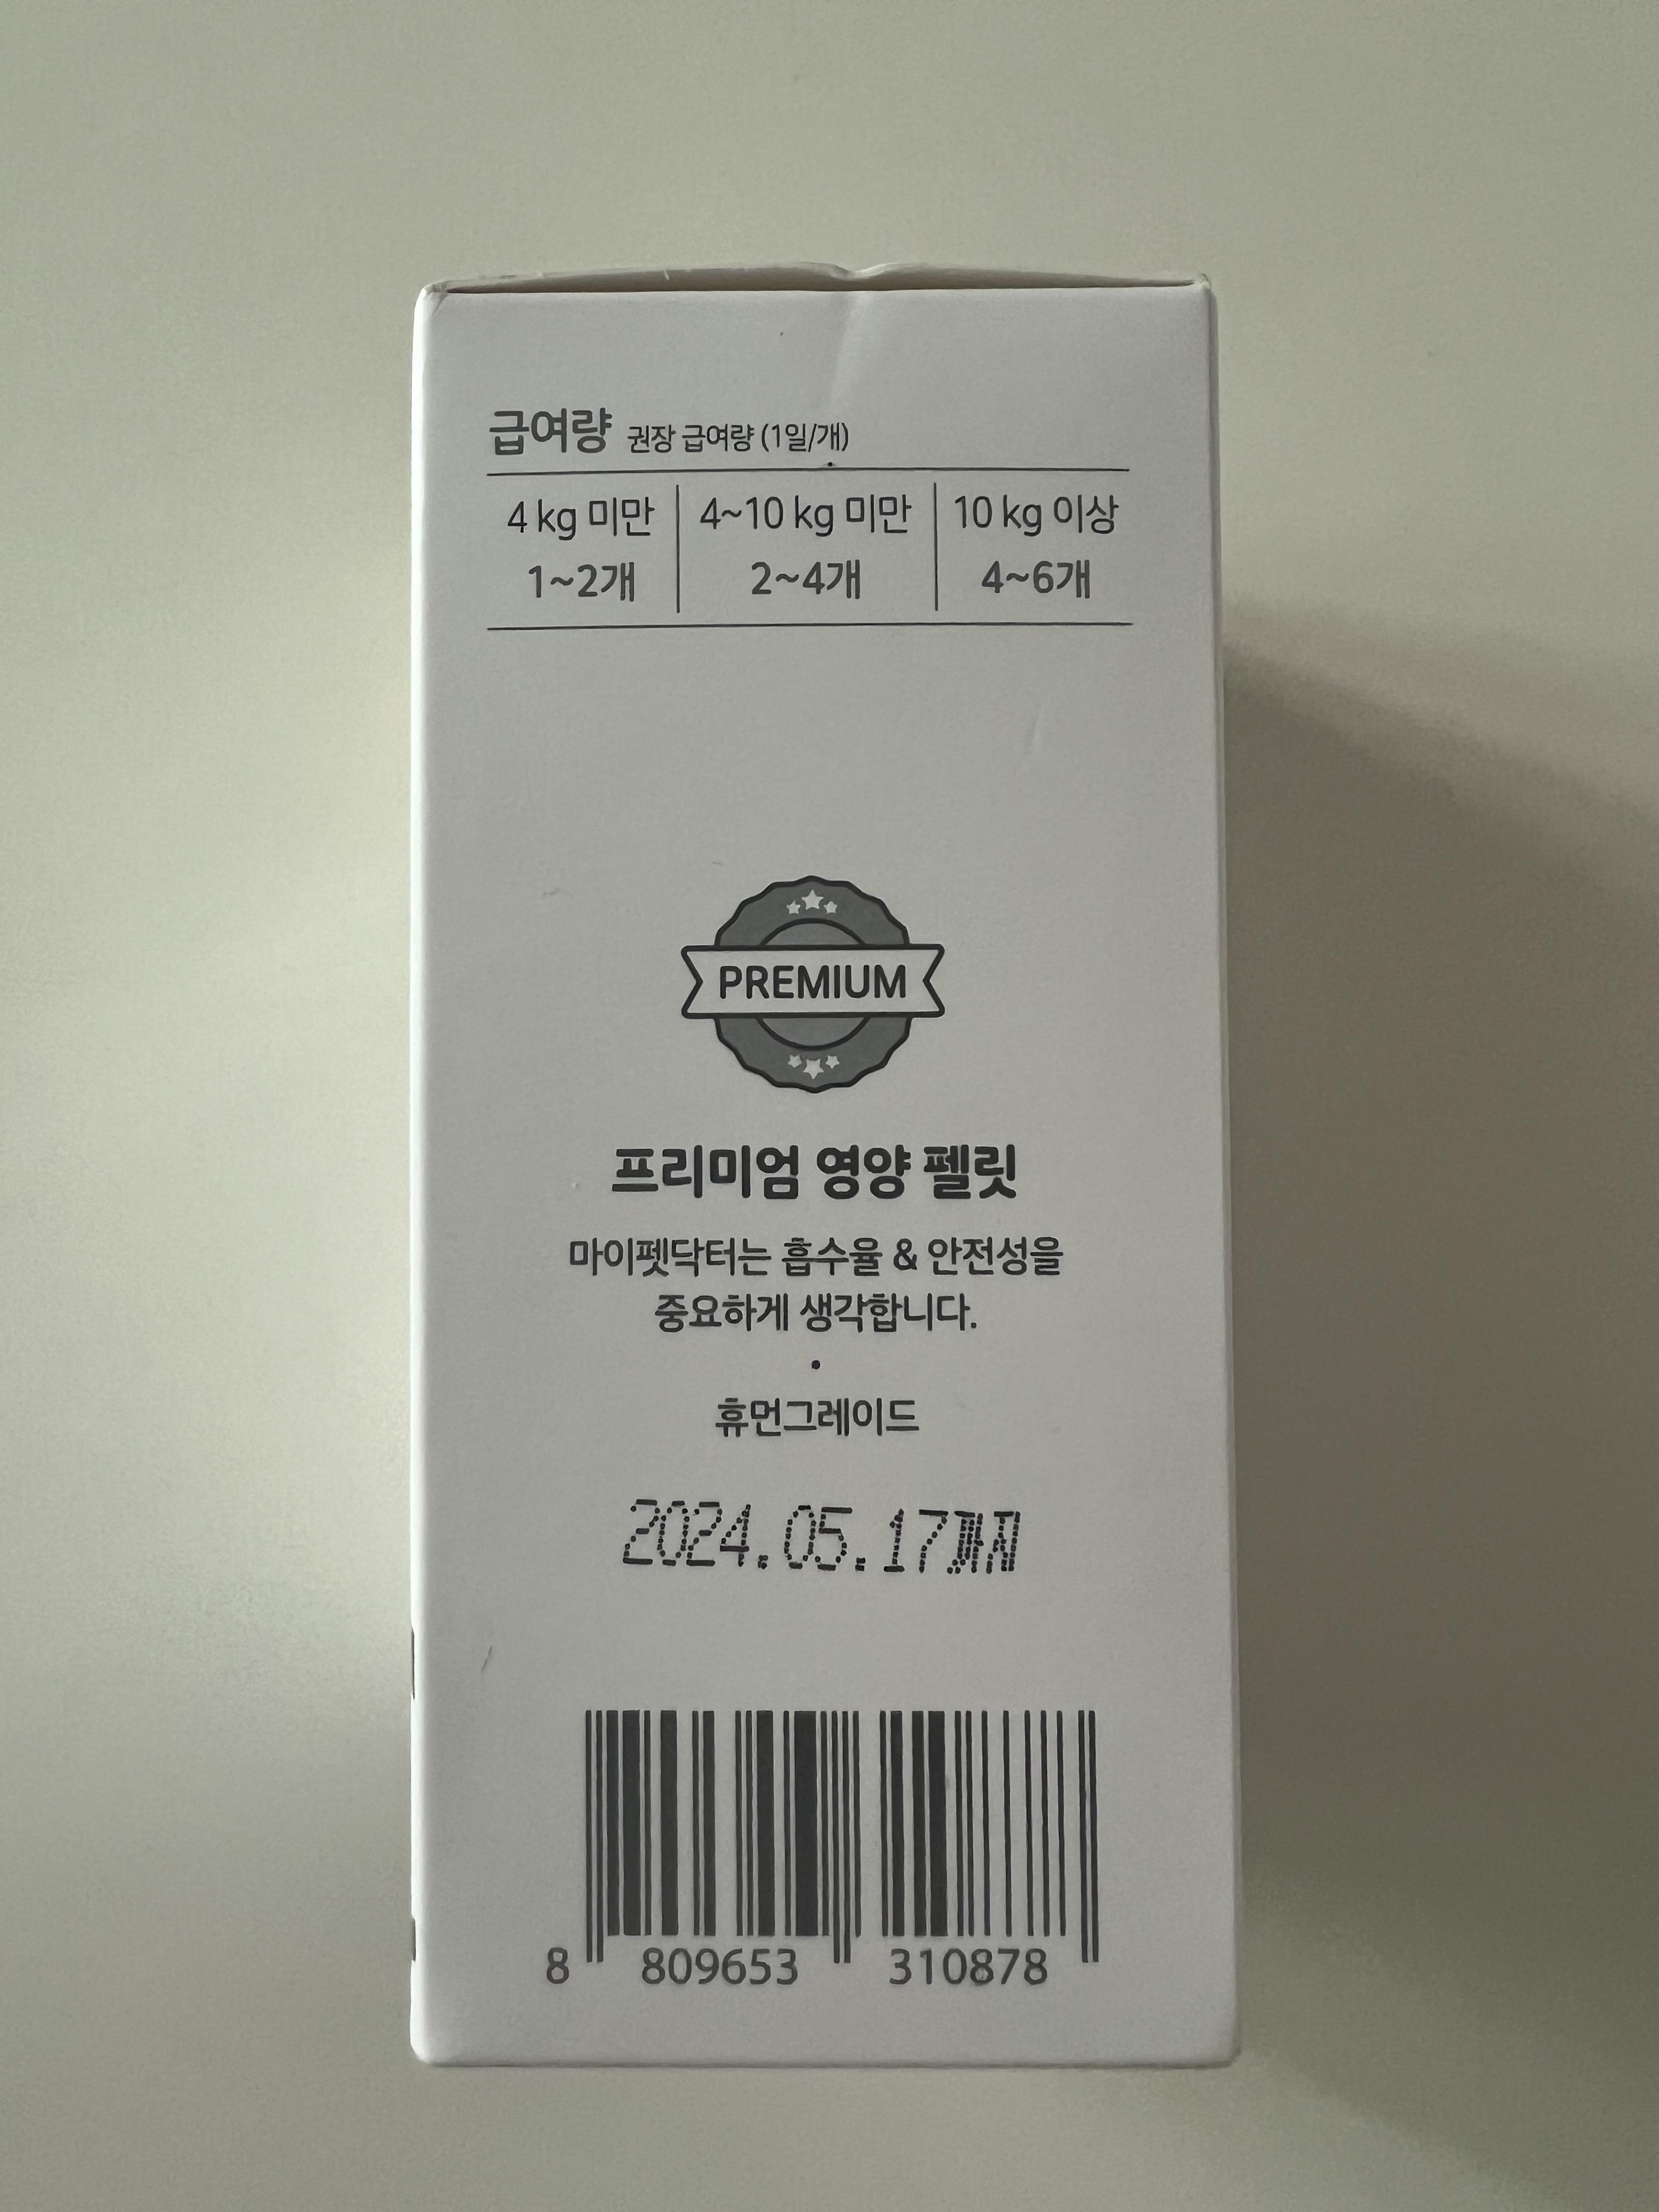 급여량 권장 급여량 (1일/개)
4 kg 미만 4~10 kg 미만 10 kg 이상
1~2개 2~4개 4~6개
PREMIUM
프리미엄 영양 펠릿
마이펫닥터는 흡수율 & 안전성을
중요하게 생각합니다.
•
휴먼그레이드
2024.05.17까지
8 809653 310878